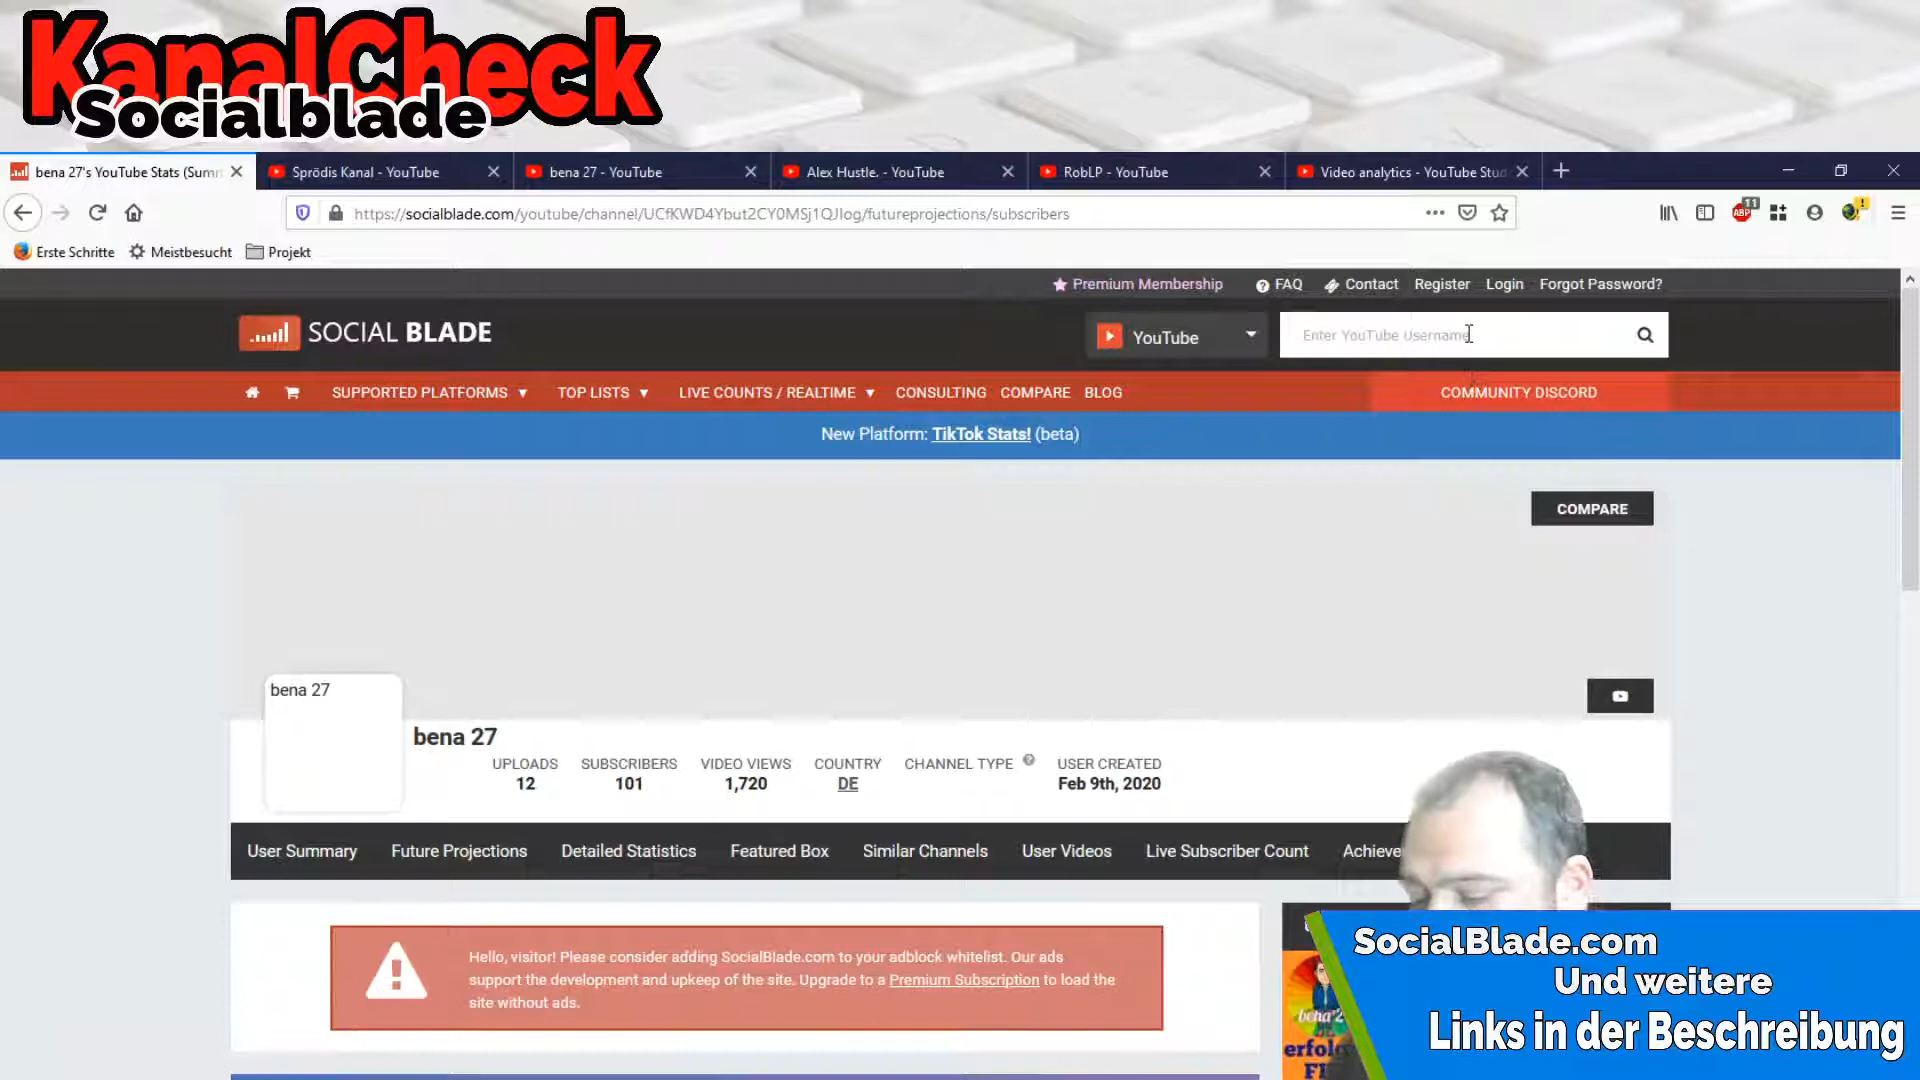 KanalCheck
Socialblade
bena 27's YouTube Stats (Sum
Sprödis Kanal - YouTube
bena 27 - YouTube
Alex Hustle. - YouTube
RobLP - YouTube
Video analytics - YouTube Stud
https://socialblade.com/youtube/channel/UCfKWD4Ybut2CY0MSj1QJIog/futureprojections/subscribers
ABP
11
Erste Schritte
Meistbesucht
Projekt
Premium Membership
FAQ
Contact
Register
Login
Forgot Password?
SOCIAL BLADE
YouTube
Enter YouTube Username
SUPPORTED PLATFORMS
TOP LISTS
LIVE COUNTS / REALTIME
CONSULTING
COMPARE
BLOG
COMMUNITY DISCORD
New Platform: TikTok Stats! (beta)
COMPARE
bena 27
bena 27
UPLOADS
12
SUBSCRIBERS
101
VIDEO VIEWS
1,720
COUNTRY
DE
CHANNEL TYPE
USER CREATED
Feb 9th, 2020
User Summary
Future Projections
Detailed Statistics
Featured Box
Similar Channels
User Videos
Live Subscriber Count
Achieve
Hello, visitor! Please consider adding SocialBlade.com to your adblock whitelist. Our ads
support the development and upkeep of the site. Upgrade to a Premium Subscription to load the
site without ads.
SocialBlade.com
Und weitere
Links in der Beschreibung